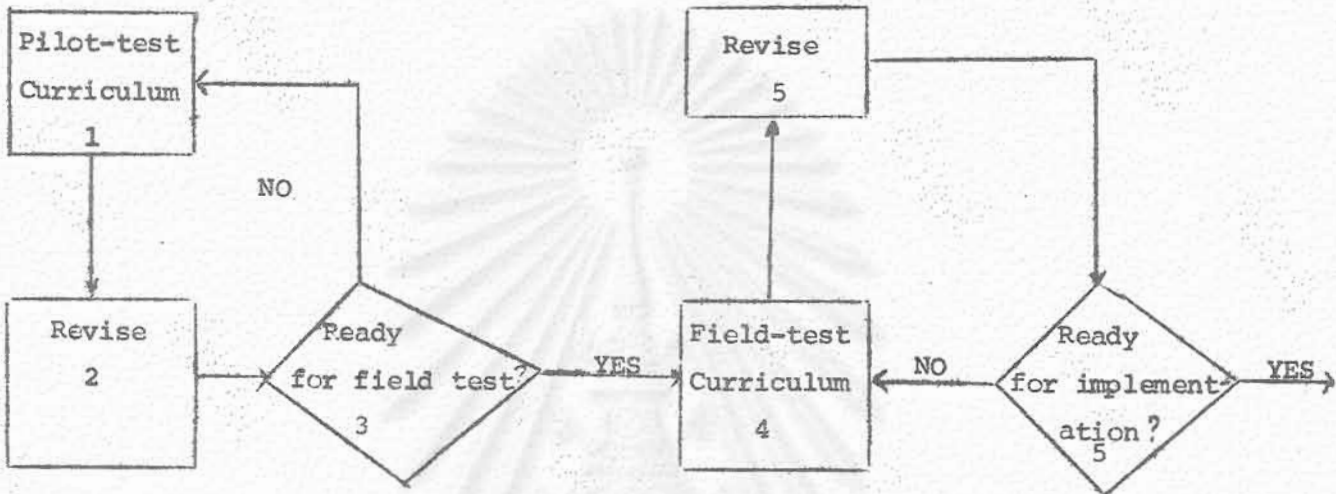 Pilot-test
Curriculum
1
NO
Revise
2
Ready
for field test?
3
YES
Revise
5
Field-test
Curriculum
4
NO
Ready
for implement-
ation?
5
YES